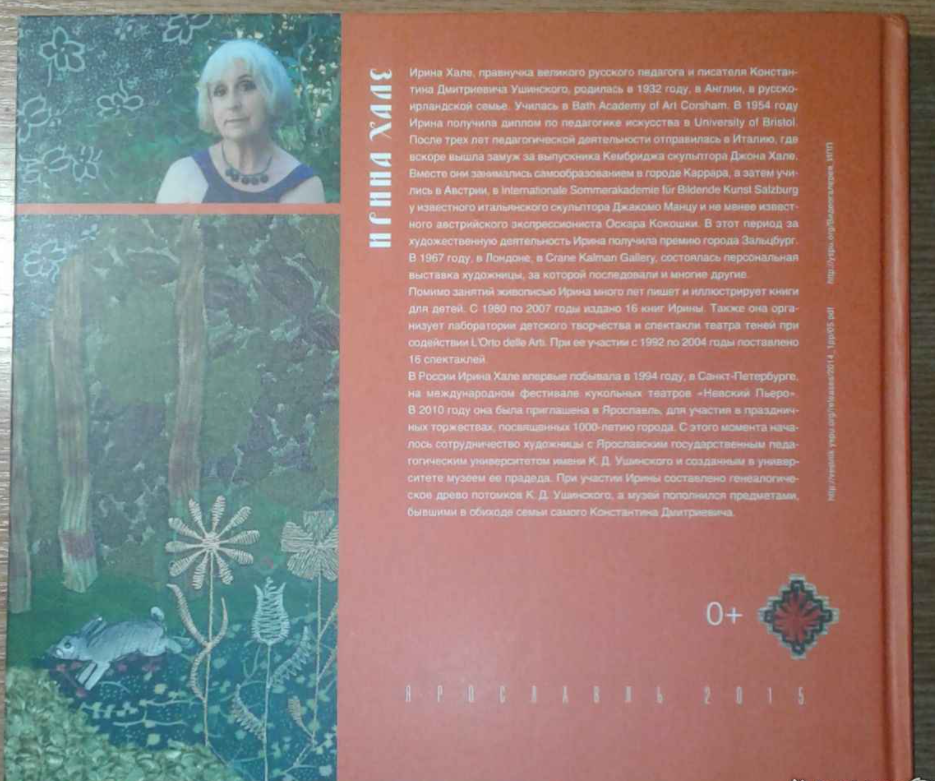 ИРИНА ХАЛЕ
Ирина Хале, правнучка великого русского педагога и писателя Констан-
тина Дмитриевича Ушинского, родилась в 1932 году, в Англии, в русско-
ирландской семье. Училась в Bath Academy of Art Corsham. В 1954 году
Ирина получила диплом по педагогике искусства в University of Bristol.
После трех лет педагогической деятельности отправилась в Италию, где
вскоре вышла замуж за выпускника Кембриджа скульптора Джона Хале.
Вместе они занимались самообразованием в городе Каррара, а затем учи-
лись в Австрии, в Internationale Sommerakademie für Bildende Kunst Salzburg
у известного итальянского скульптора Джакомо Манцу и не менее извест-
ного австрийского экспрессиониста Оскара Кокошки. В этот период за
художественную деятельность Ирина получила премию города Зальцбург.
В 1967 году, в Лондоне, в Crane Kalman Gallery, состоялась персональная
выставка художницы, за которой последовали и многие другие.
Помимо занятий живописью Ирина много лет пишет и иллюстрирует книги
для детей. С 1980 по 2007 годы издано 16 книг Ирины. Также она орга-
низует лаборатории детского творчества и спектакли театра теней при
содействии L'Orto delle Arti. При ее участии с 1992 по 2004 годы поставлено
16 спектаклей.
В России Ирина Хале впервые побывала в 1994 году, в Санкт-Петербурге,
на международном фестивале кукольных театров «Невский Пьеро».
В 2010 году она была приглашена в Ярославль, для участия в празднич-
ных торжествах, посвященных 1000-летию города. С этого момента нача-
лось сотрудничество художницы с Ярославским государственным педа-
гогическим университетом имени К. Д. Ушинского и созданным в универ-
ситете музеем ее прадеда. При участии Ирины составлено генеалогиче-
ское древо потомков К. Д. Ушинского, а музей пополнился предметами,
бывшими в обиходе семьи самого Константина Дмитриевича.
0+
ЯРОСЛАВЛЬ 2015